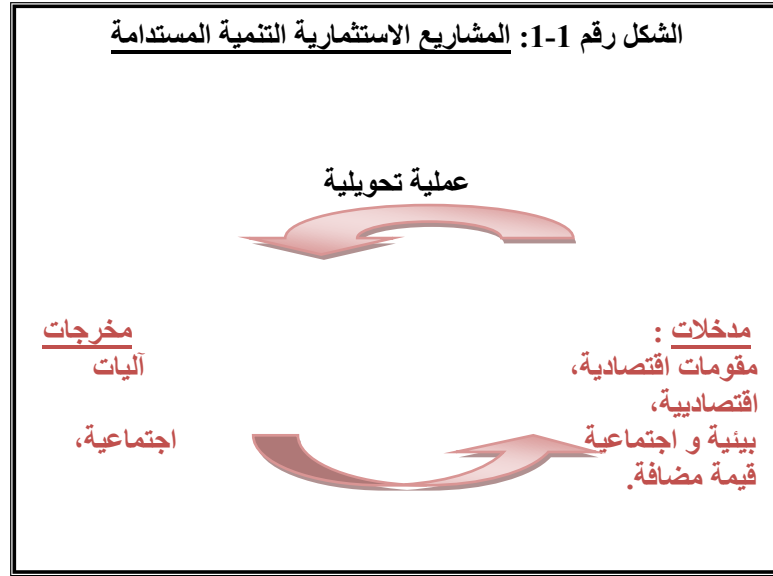 الشكل رقم 1-1: المشاريع الاستثمارية التنمية المستدامة
عملية تحويلية
مدخلات : مخرجات
مقومات اقتصادية، آليات
اقتصاديية،
بيئية و اجتماعية اجتماعية،
قيمة مضافة.